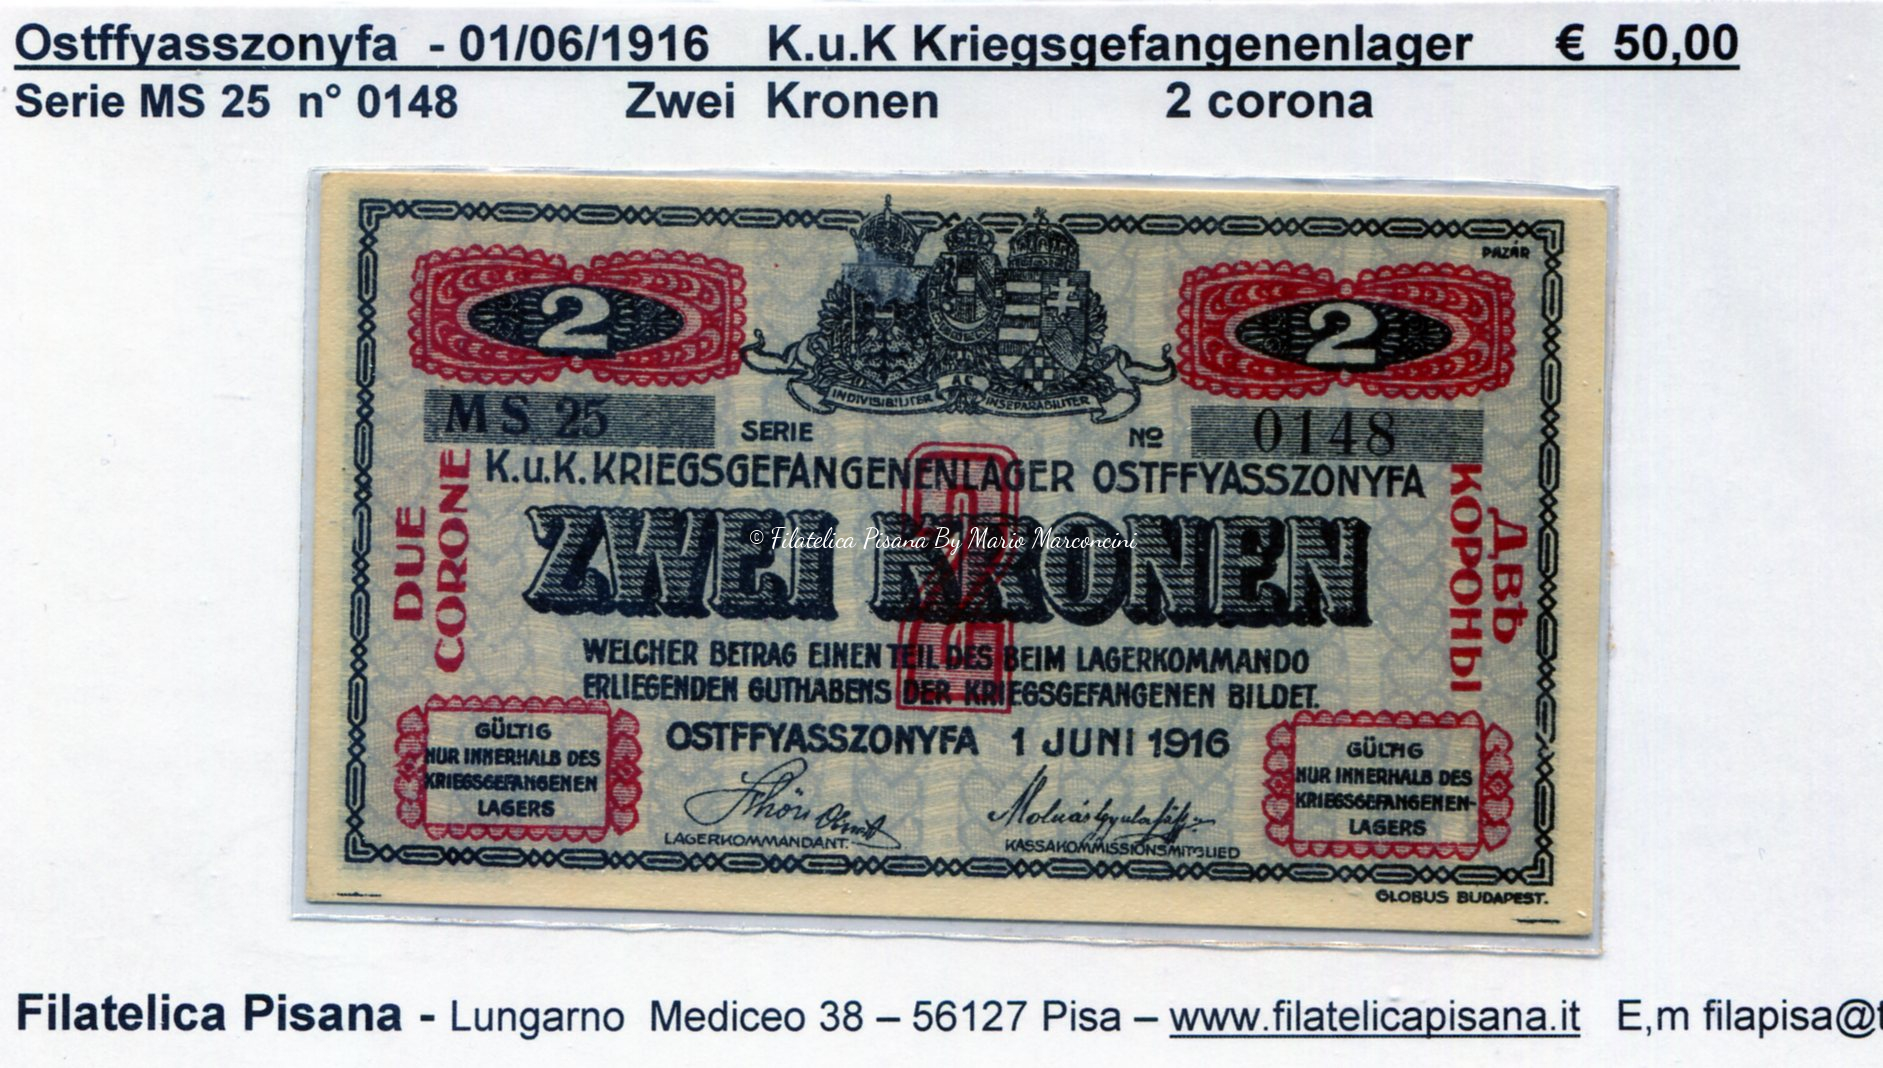 Ostffyasszonyfa - 01/06/1916 K.u.K Kriegsgefangenenlager € 50,00
Serie MS 25 n° 0148 Zwei Kronen 2 corona
PAZÁR
2 2
INDIVISIBILITER AC INSEPARABILITER
MS 25 SERIE No 0148
K.u.K. KRIEGSGEFANGENENLAGER OSTFFYASSZONYFA
DUE
CORONE
ДВѢ
КОРОНЫ
2
ZWEI KRONEN
© Filatelica Pisana By Mario Marconcini
WELCHER BETRAG EINEN TEIL DES BEIM LAGERKOMMANDO
ERLIEGENDEN GUTHABENS DER KRIEGSGEFANGENEN BILDET.
OSTFFYASSZONYFA 1 JUNI 1916
GÜLTIG
NUR INNERHALB DES
KRIEGSGEFANGENEN
LAGERS
GÜLTIG
NUR INNERHALB DES
KRIEGSGEFANGENEN-
LAGERS
LAGERKOMMANDANT.
KASSAKOMMISSIONSMITGLIED
GLOBUS BUDAPEST.
Filatelica Pisana - Lungarno Mediceo 38 – 56127 Pisa – www.filatelicapisana.it E,m filapisa@